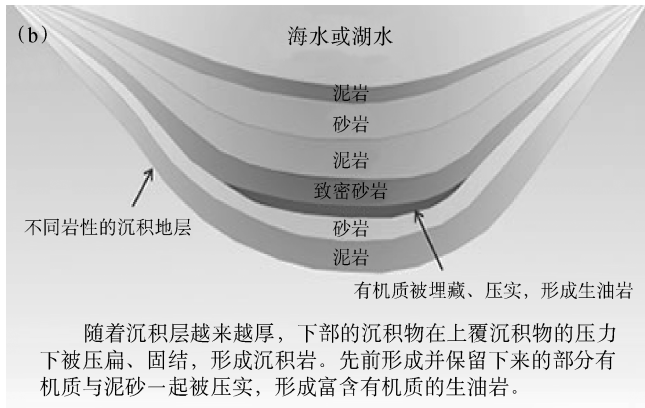 (b)
海水或湖水
泥岩
砂岩
泥岩
致密砂岩
砂岩
泥岩
不同岩性的沉积地层
有机质被埋藏、压实，形成生油岩
随着沉积层越来越厚，下部的沉积物在上覆沉积物的压力
下被压扁、固结，形成沉积岩。先前形成并保留下来的部分有
机质与泥砂一起被压实，形成富含有机质的生油岩。